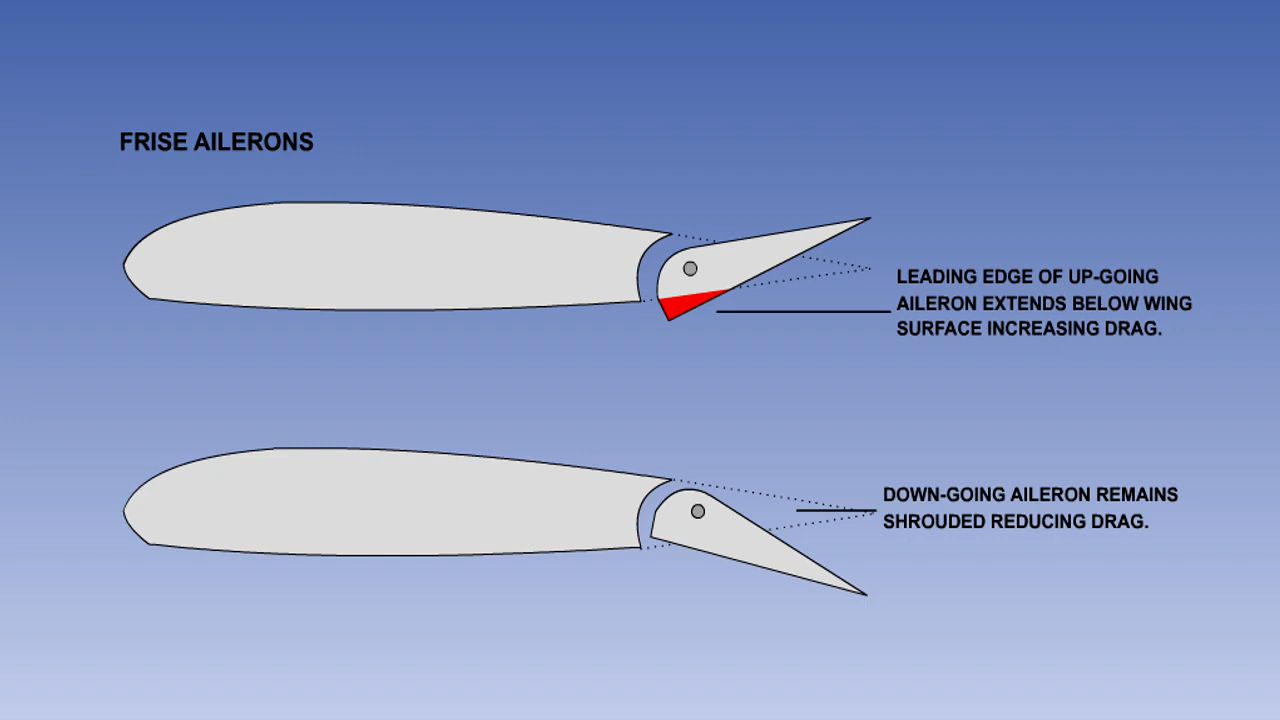 FRISE AILERONS
LEADING EDGE OF UP-GOING
AILERON EXTENDS BELOW WING
SURFACE INCREASING DRAG.
DOWN-GOING AILERON REMAINS
SHROUDED REDUCING DRAG.